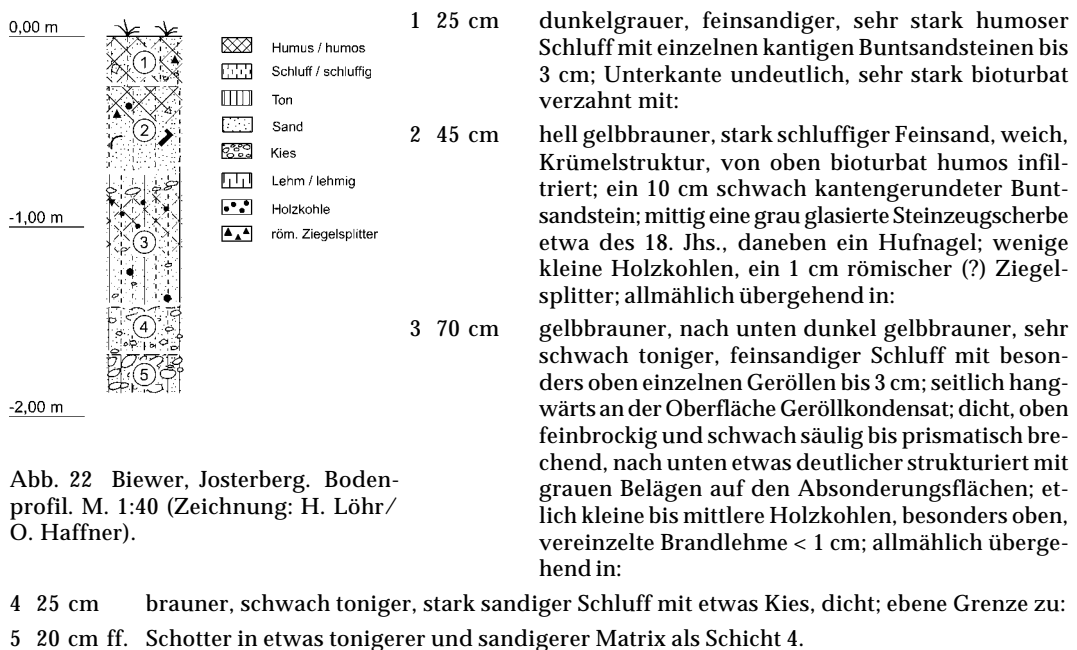 0,00 m
-1,00 m
-2,00 m
1
2
3
4
5
Humus / humos
Schluff / schluffig
Ton
Sand
Kies
Lehm / lehmig
Holzkohle
röm. Ziegelsplitter
Abb. 22 Biewer, Josterberg. Boden-
profil. M. 1:40 (Zeichnung: H. Löhr/
O. Haffner).
1 25 cm dunkelgrauer, feinsandiger, sehr stark humoser
Schluff mit einzelnen kantigen Buntsandsteinen bis
3 cm; Unterkante undeutlich, sehr stark bioturbat
verzahnt mit:
2 45 cm hell gelbbrauner, stark schluffiger Feinsand, weich,
Krümelstruktur, von oben bioturbat humos infil-
triert; ein 10 cm schwach kantengerundeter Bunt-
sandstein; mittig eine grau glasierte Steinzeugscherbe
etwa des 18. Jhs., daneben ein Hufnagel; wenige
kleine Holzkohlen, ein 1 cm römischer (?) Ziegel-
splitter; allmählich übergehend in:
3 70 cm gelbbrauner, nach unten dunkel gelbbrauner, sehr
schwach toniger, feinsandiger Schluff mit beson-
ders oben einzelnen Geröllen bis 3 cm; seitlich hang-
wärts an der Oberfläche Geröllkondensat; dicht, oben
feinbrockig und schwach säulig bis prismatisch bre-
chend, nach unten etwas deutlicher strukturiert mit
grauen Belägen auf den Absonderungsflächen; et-
lich kleine bis mittlere Holzkohlen, besonders oben,
vereinzelte Brandlehme < 1 cm; allmählich überge-
hend in:
4 25 cm brauner, schwach toniger, stark sandiger Schluff mit etwas Kies, dicht; ebene Grenze zu:
5 20 cm ff. Schotter in etwas tonigerer und sandigerer Matrix als Schicht 4.